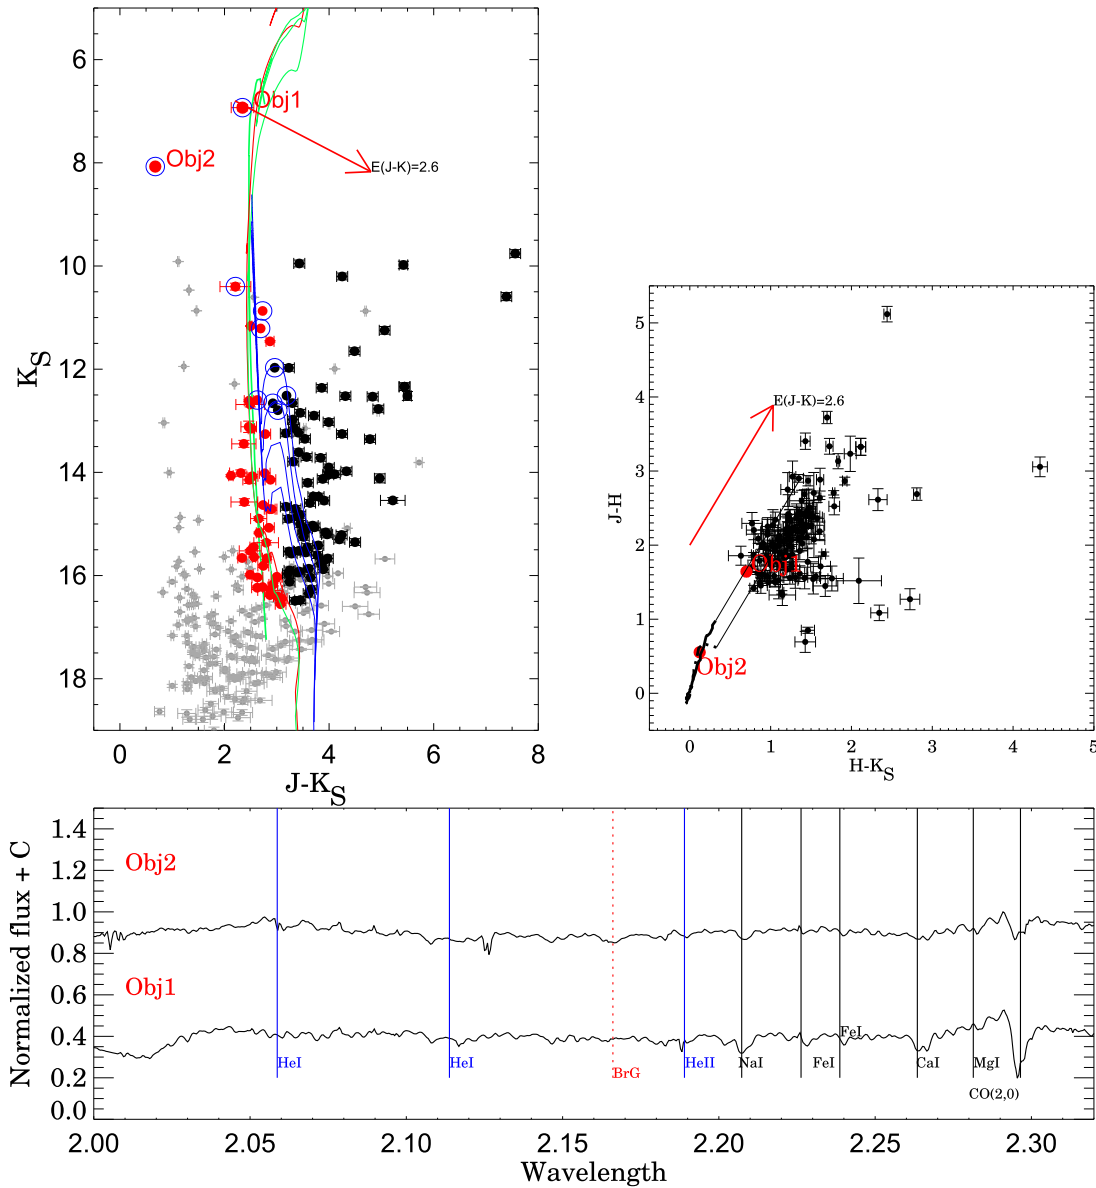 6
8
10
12
14
16
18
K_S
Obj1
Obj2
E(J-K)=2.6
0
2
4
6
8
J-K_S
5
4
3
2
1
0
J-H
E(J-K)=2.6
Obj1
Obj2
0
1
2
3
4
5
H-K_S
1.4
1.2
1.0
0.8
0.6
0.4
0.2
0.0
Normalized flux + C
Obj2
Obj1
HeI
HeI
BrG
HeII
NaI
FeI
FeI
CaI
MgI
CO(2,0)
2.00
2.05
2.10
2.15
2.20
2.25
2.30
Wavelength